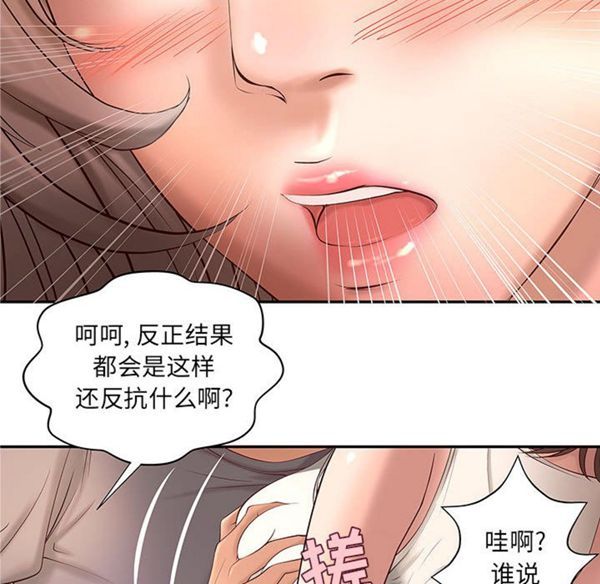 呵呵, 反正结果
都会是这样
还反抗什么啊?
搓
哇啊?
谁说